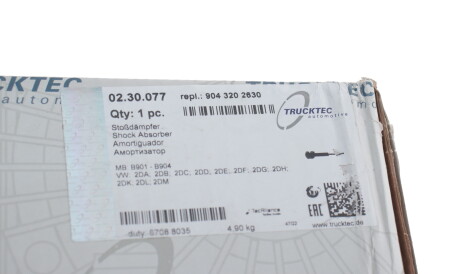 02.30.077 repl.: 904 320 2630
Qty: 1 pc.
TRUCKTEC
automotive
Stoßdämpfer
Shock Absorber
Amortiguador
Амортизатор
MB: B901 - B904
VW: 2DA; 2DB; 2DC; 2DD; 2DE; 2DF; 2DG; 2DH;
2DK; 2DL; 2DM
EAC
duty: 8708 8035 4.90 kg trucktec.de
CKTEC
automotive